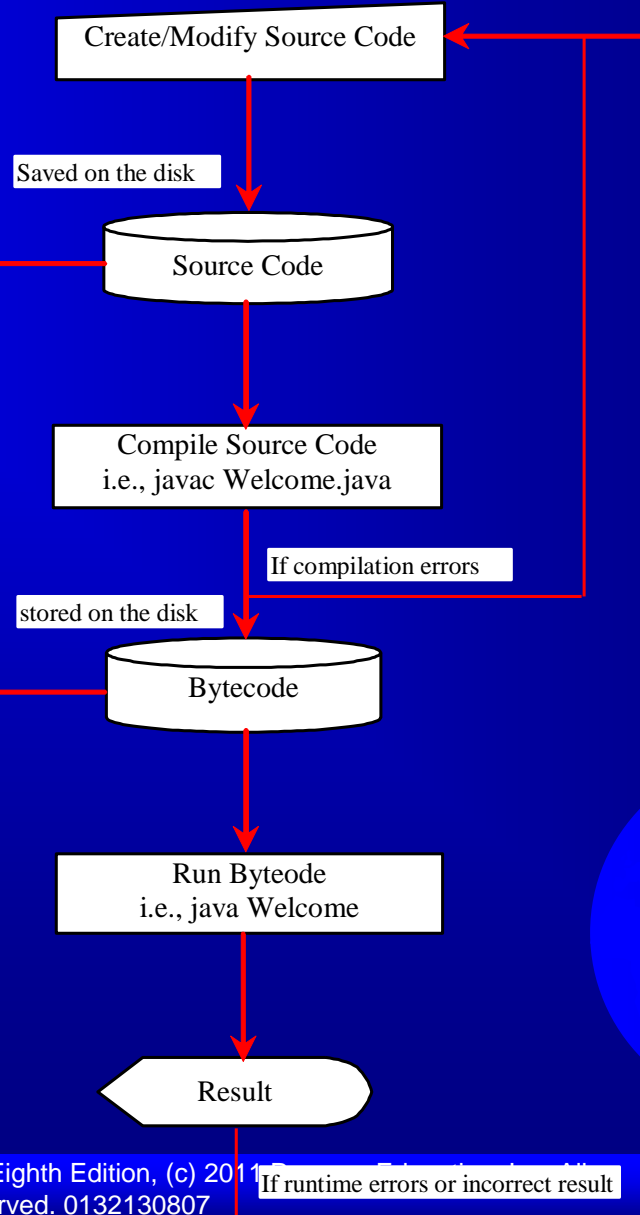 Create/Modify Source Code
Saved on the disk
Source Code
Compile Source Code
i.e., javac Welcome.java
If compilation errors
stored on the disk
Bytecode
Run Byteode
i.e., java Welcome
Result
Eighth Edition, (c) 2011
rved. 0132130807
If runtime errors or incorrect result